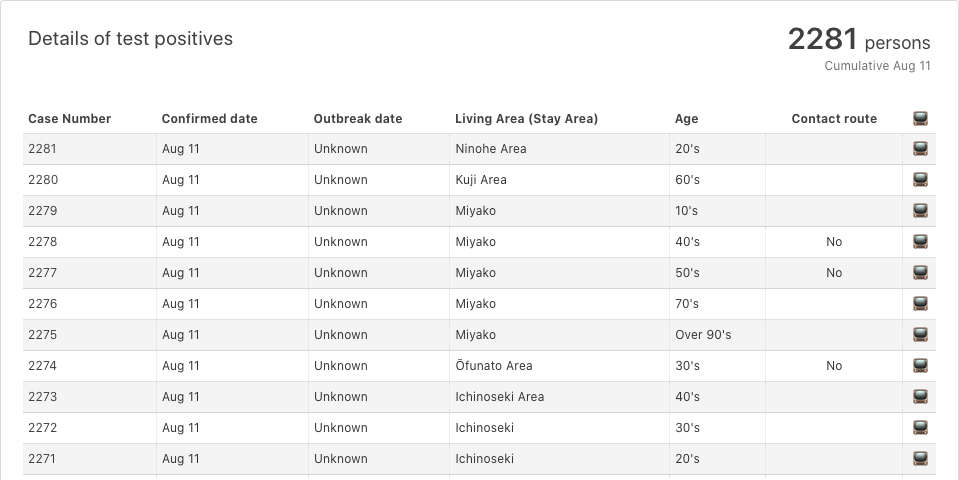 Details of test positives
2281 persons
Cumulative Aug 11
Case Number Confirmed date Outbreak date Living Area (Stay Area) Age Contact route
2281 Aug 11 Unknown Ninohe Area 20's
2280 Aug 11 Unknown Kuji Area 60's
2279 Aug 11 Unknown Miyako 10's
2278 Aug 11 Unknown Miyako 40's No
2277 Aug 11 Unknown Miyako 50's No
2276 Aug 11 Unknown Miyako 70's
2275 Aug 11 Unknown Miyako Over 90's
2274 Aug 11 Unknown Ōfunato Area 30's No
2273 Aug 11 Unknown Ichinoseki Area 40's
2272 Aug 11 Unknown Ichinoseki 30's
2271 Aug 11 Unknown Ichinoseki 20's